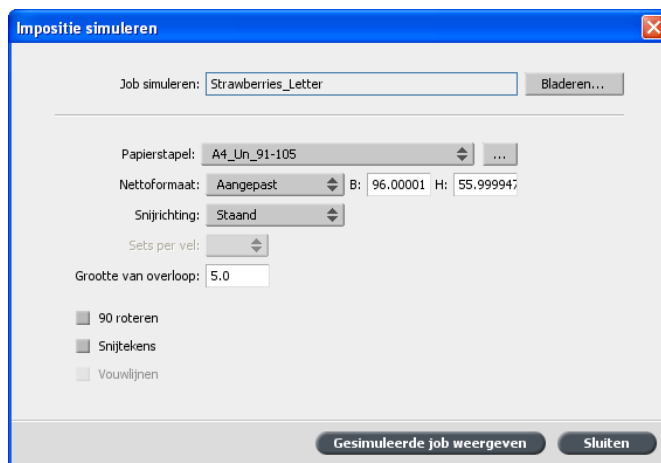 Impositie simuleren
Job simuleren: Strawberries_Letter Bladeren...
Papierstapel: A4_Un_91-105 ...
Nettoformaat: Aangepast B: 96.00001 H: 55.999947
Snijrichting: Staand
Sets per vel:
Grootte van overloop: 5.0
90 roteren
Snijtekens
Vouwlijnen
Gesimuleerde job weergeven Sluiten